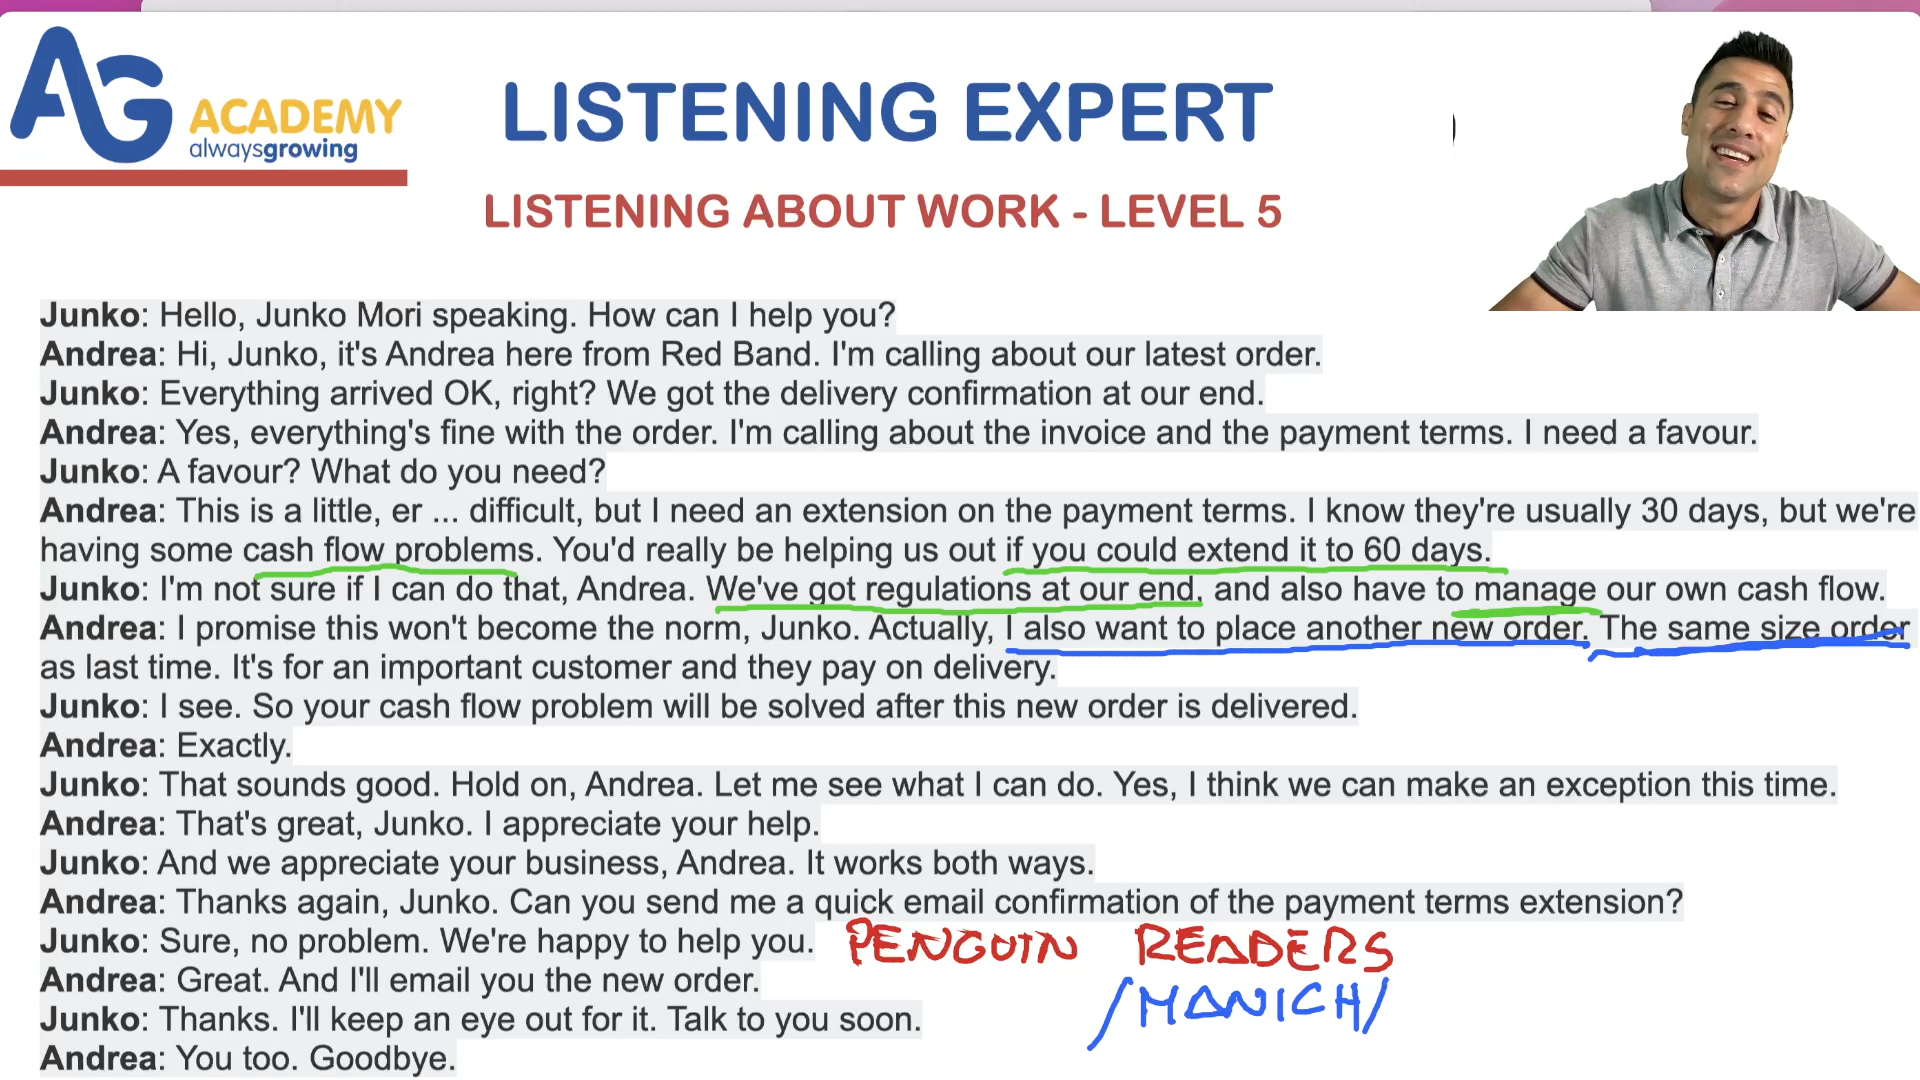 AG ACADEMY
alwaysgrowing
LISTENING EXPERT
LISTENING ABOUT WORK - LEVEL 5
Junko: Hello, Junko Mori speaking. How can I help you?
Andrea: Hi, Junko, it's Andrea here from Red Band. I'm calling about our latest order.
Junko: Everything arrived OK, right? We got the delivery confirmation at our end.
Andrea: Yes, everything's fine with the order. I'm calling about the invoice and the payment terms. I need a favour.
Junko: A favour? What do you need?
Andrea: This is a little, er ... difficult, but I need an extension on the payment terms. I know they're usually 30 days, but we're
having some cash flow problems. You'd really be helping us out if you could extend it to 60 days.
Junko: I'm not sure if I can do that, Andrea. We've got regulations at our end, and also have to manage our own cash flow.
Andrea: I promise this won't become the norm, Junko. Actually, I also want to place another new order. The same size order
as last time. It's for an important customer and they pay on delivery.
Junko: I see. So your cash flow problem will be solved after this new order is delivered.
Andrea: Exactly.
Junko: That sounds good. Hold on, Andrea. Let me see what I can do. Yes, I think we can make an exception this time.
Andrea: That's great, Junko. I appreciate your help.
Junko: And we appreciate your business, Andrea. It works both ways.
Andrea: Thanks again, Junko. Can you send me a quick email confirmation of the payment terms extension?
Junko: Sure, no problem. We're happy to help you. PENGUIN READERS
Andrea: Great. And I'll email you the new order.
/MANICH/
Junko: Thanks. I'll keep an eye out for it. Talk to you soon.
Andrea: You too. Goodbye.